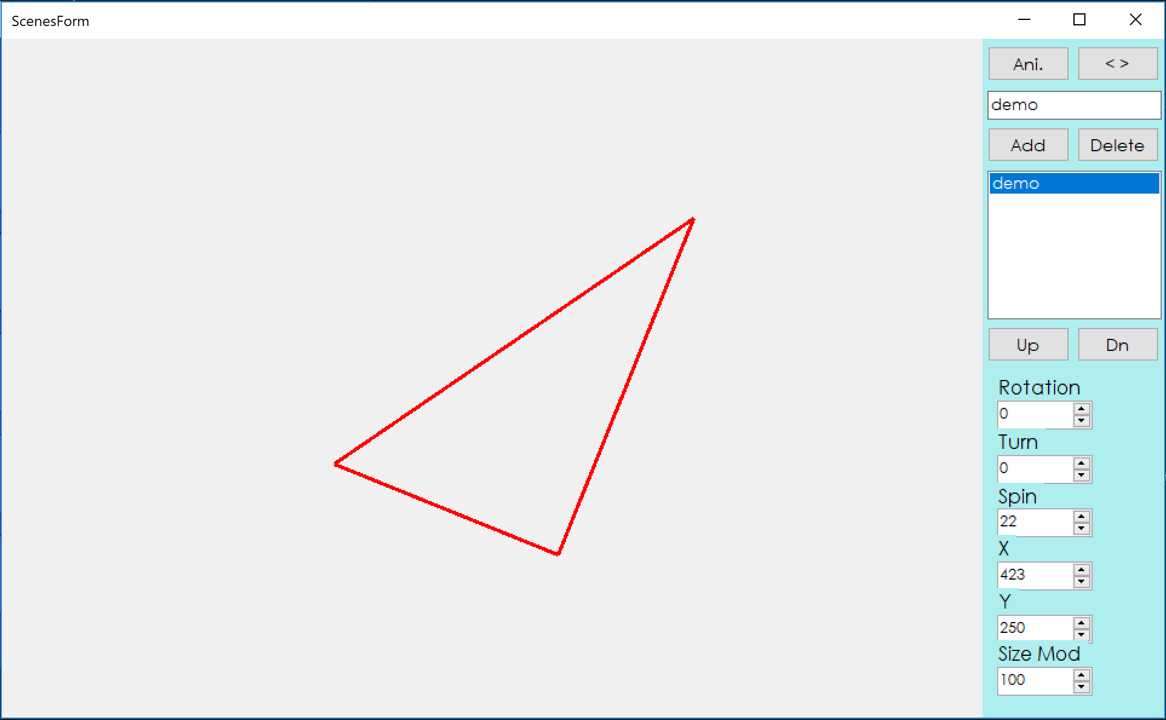 ScenesForm
Ani. < >
demo
Add Delete
demo
Up Dn
Rotation
0
Turn
0
Spin
22
X
423
Y
250
Size Mod
100